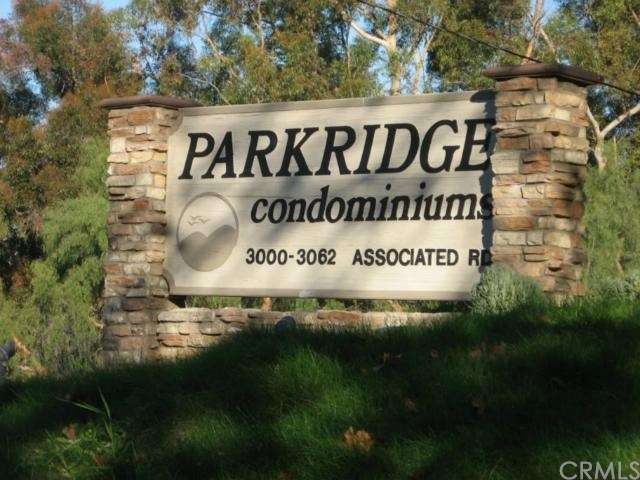 PARKRIDGE
condominiums
3000-3062 ASSOCIATED RD
CRMLS